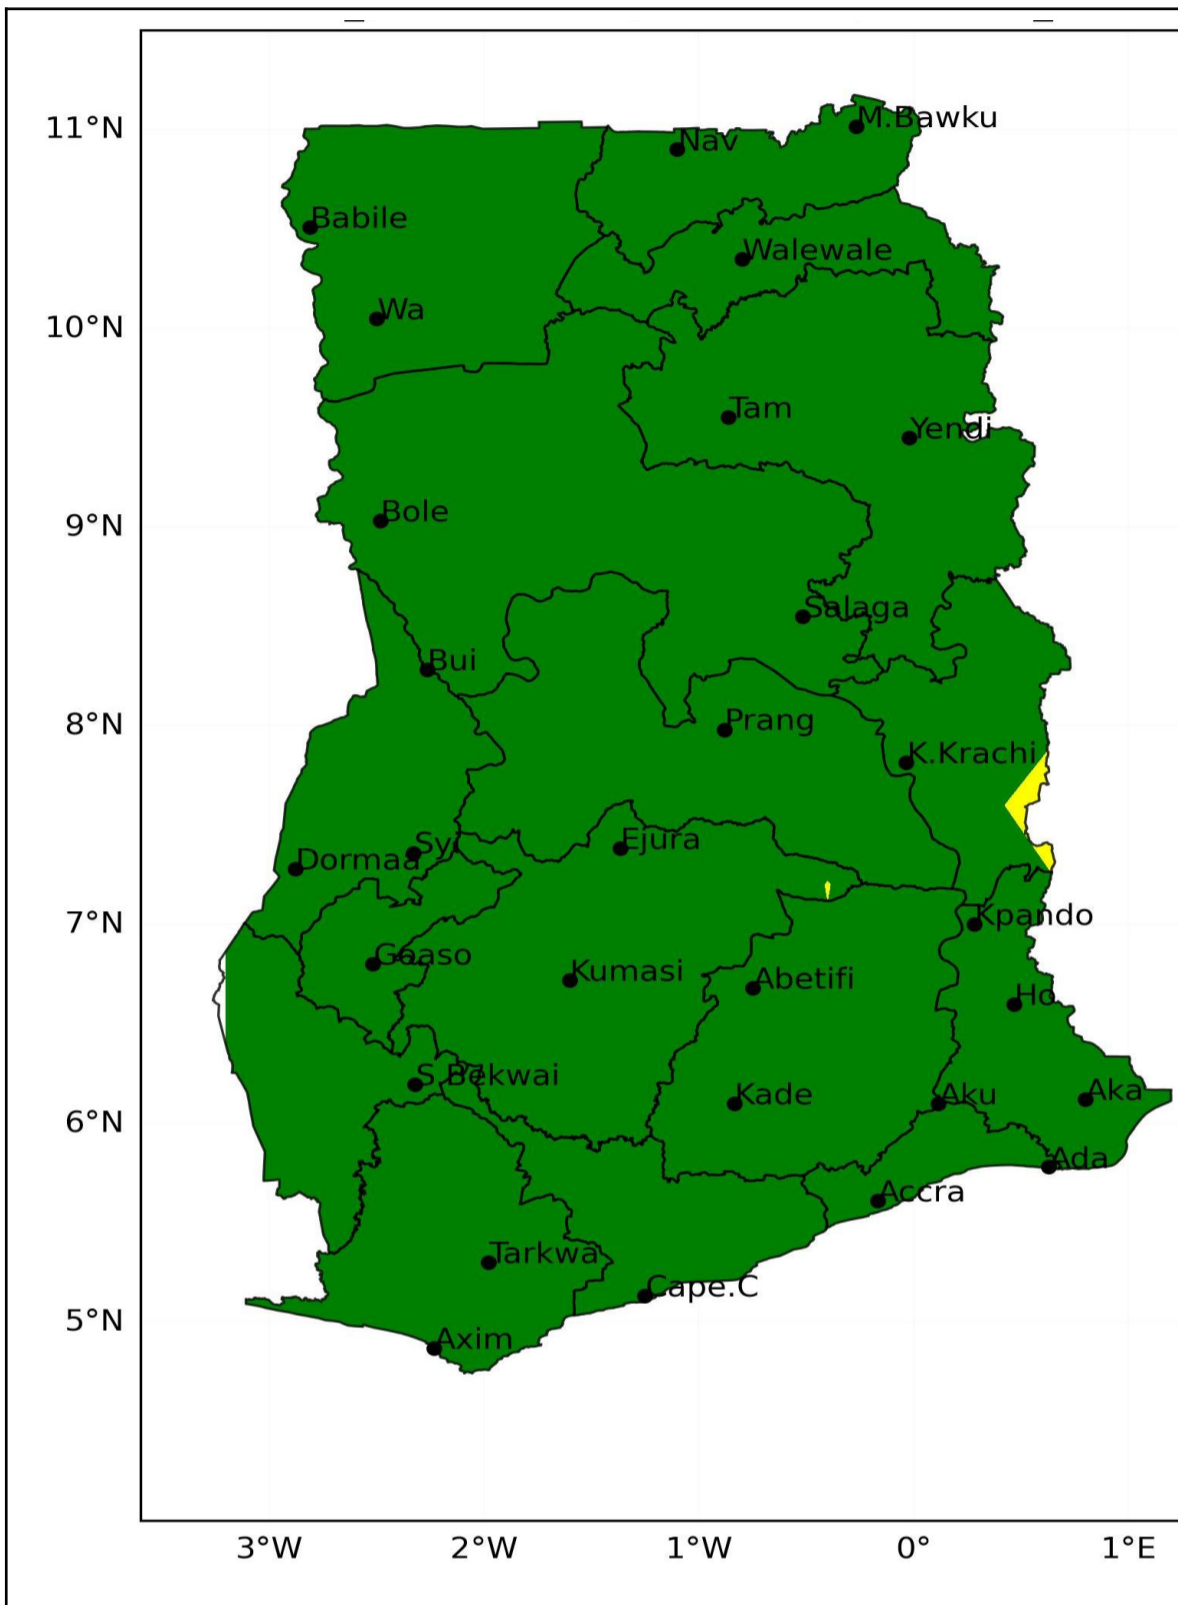 11°N
M.Bawku
Nav
Babile
Walewale
10°N
Wa
Tam
Yendi
9°N
Bole
Salaga
Bui
8°N
Prang
K.Krachi
Ejura
Syi
Dormaa
7°N
Kpando
Goaso
Kumasi
Abetifi
Ho
S.Bekwai
6°N
Kade
Aku
Aka
Ada
Accra
Tarkwa
5°N
Cape.C
Axim
3°W 2°W 1°W 0° 1°E